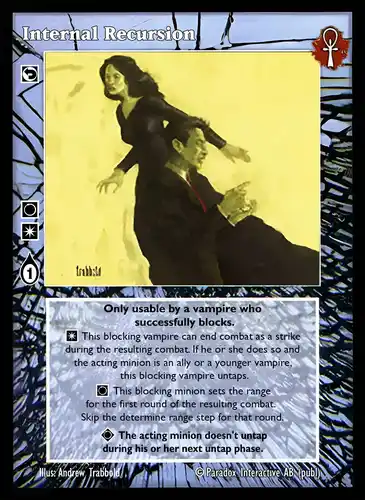 Internal Recursion
trabbold
1
Only usable by a vampire who
successfully blocks.
This blocking vampire can end combat as a strike
during the resulting combat. If he or she does so and
the acting minion is an ally or a younger vampire,
this blocking vampire untaps.
This blocking minion sets the range
for the first round of the resulting combat.
Skip the determine range step for that round.
The acting minion doesn't untap
during his or her next untap phase.
Illus: Andrew Trabbold
© Paradox Interactive AB (publ)